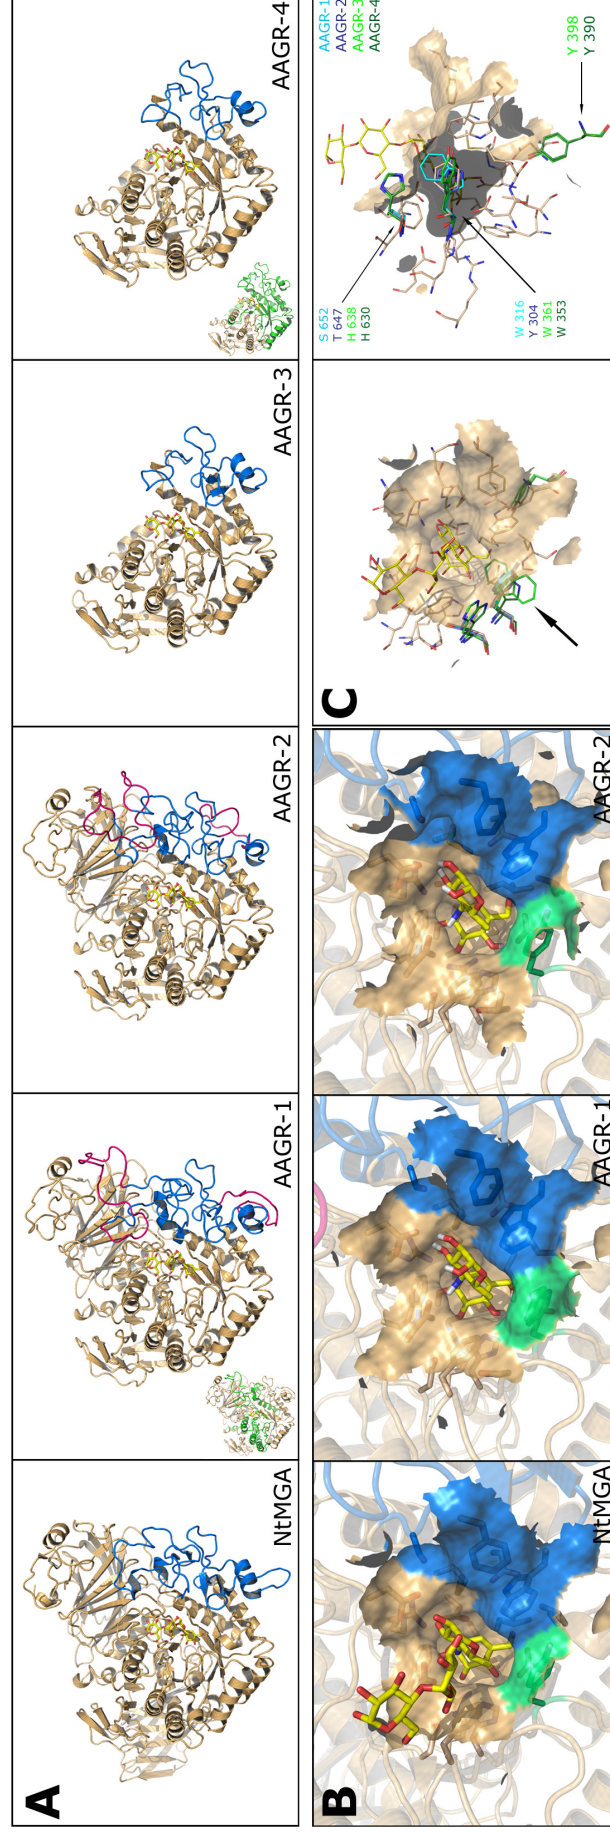 A
NtMGA
AAGR-1
AAGR-2
AAGR-3
AAGR-4
B
NtMGA
AAGR-1
AAGR-2
C
AAGR-1
AAGR-2
AAGR-3
AAGR-4
S 652
T 647
H 638
H 630
W 316
Y 304
W 361
W 353
Y 398
Y 390